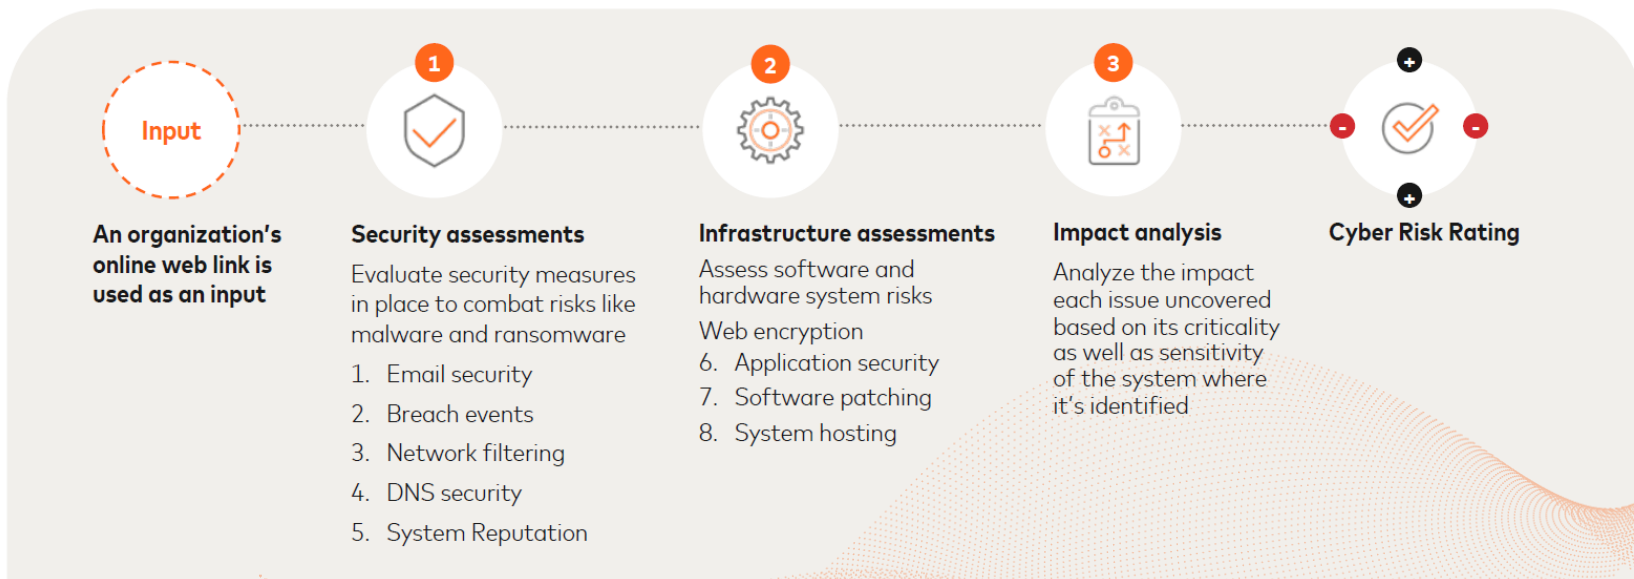 Input
An organization's
online web link is
used as an input
1
Security assessments
Evaluate security measures
in place to combat risks like
malware and ransomware
1. Email security
2. Breach events
3. Network filtering
4. DNS security
5. System Reputation
2
Infrastructure assessments
Assess software and
hardware system risks
Web encryption
6. Application security
7. Software patching
8. System hosting
3
Impact analysis
Analyze the impact
each issue uncovered
based on its criticality
as well as sensitivity
of the system where
it's identified
+
- -
+
Cyber Risk Rating